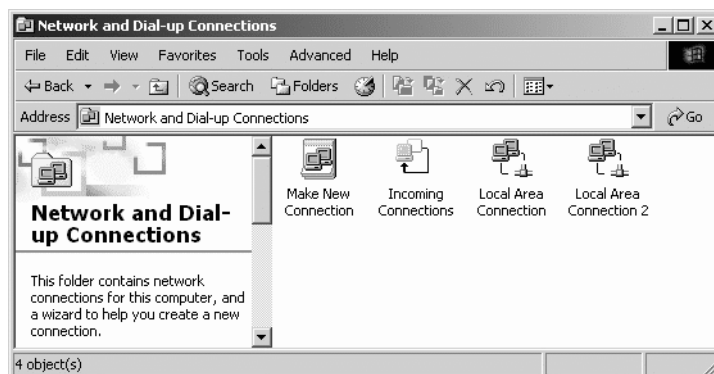 Network and Dial-up Connections
File Edit View Favorites Tools Advanced Help
Back Search Folders
Address Network and Dial-up Connections Go
Network and Dial-
up Connections
This folder contains network
connections for this computer, and
a wizard to help you create a new
connection.
Make New
Connection
Incoming
Connections
Local Area
Connection
Local Area
Connection 2
4 object(s)